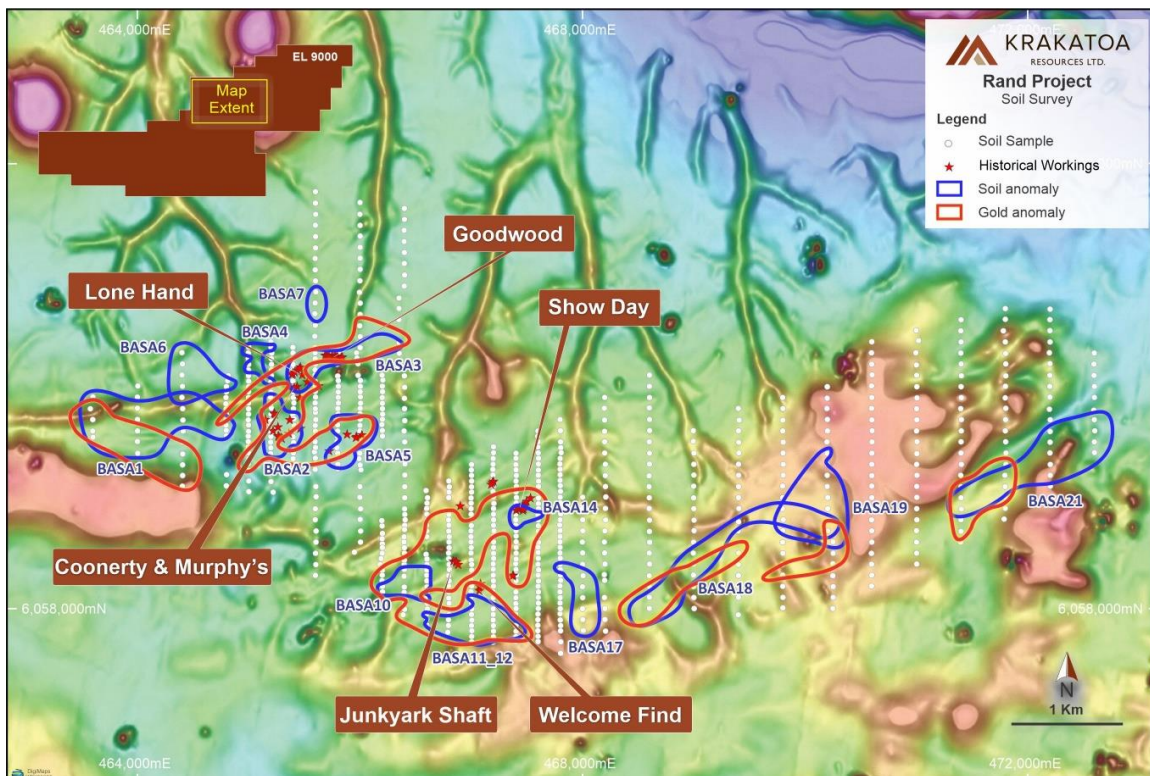 464,000mE
468,000mE
472,000mE
EL 9000
Map
Extent
KRAKATOA
RESOURCES LTD.
Rand Project
Soil Survey
Legend
Soil Sample
Historical Workings
Soil anomaly
Gold anomaly
Goodwood
Lone Hand
BASA7
Show Day
BASA4
BASA6
BASA3
BASA1
BASA2
BASA5
BASA14
BASA19
BASA21
Coonerty & Murphy's
BASA10
BASA18
6,058,000mN
6,058,000mN
BASA17
BASA11_12
Junkyark Shaft
Welcome Find
N
1 Km
DigMaps
464,000mE
468,000mE
472,000mE